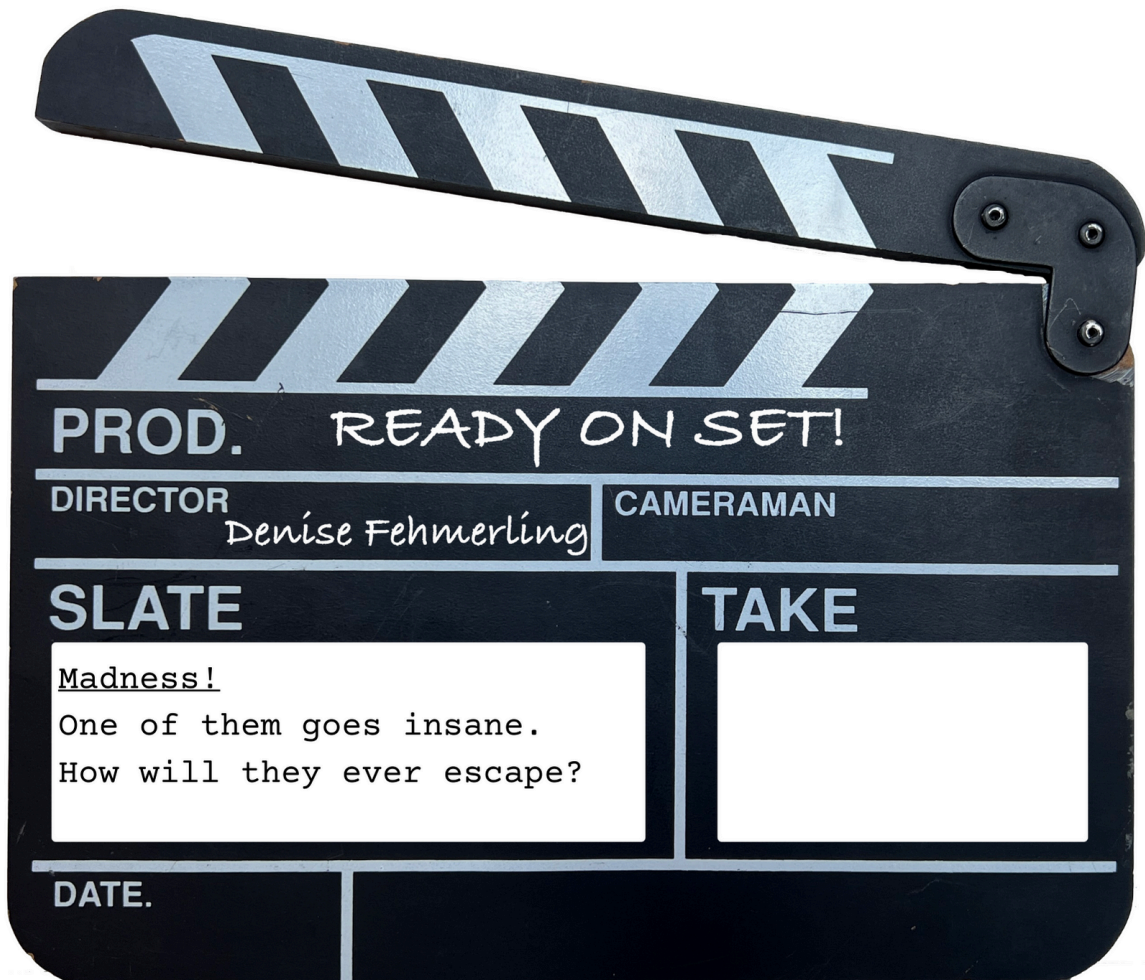 PROD. READY ON SET!
DIRECTOR CAMERAMAN
Denise Fehmerling
SLATE TAKE
Madness!
One of them goes insane.
How will they ever escape?
DATE.